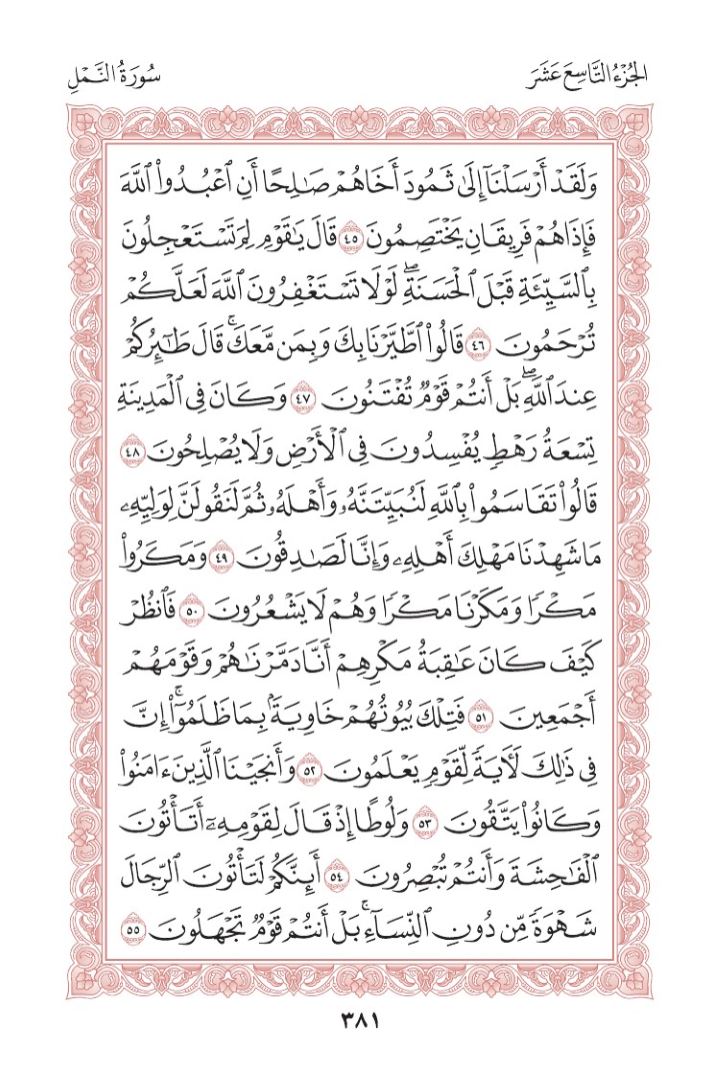 الجُزْءُ التَّاسِعَ عَشَرَ
سُورَةُ النَّمْلِ
وَلَقَدْ أَرْسَلْنَآ إِلَىٰ ثَمُودَ أَخَاهُمْ صَٰلِحًا أَنِ ٱعْبُدُوا۟ ٱللَّهَ
فَإِذَا هُمْ فَرِيقَانِ يَخْتَصِمُونَ ٤٥ قَالَ يَٰقَوْمِ لِمَ تَسْتَعْجِلُونَ
بِٱلسَّيِّئَةِ قَبْلَ ٱلْحَسَنَةِۖ لَوْلَا تَسْتَغْفِرُونَ ٱللَّهَ لَعَلَّكُمْ
تُرْحَمُونَ ٤٦ قَالُوا۟ ٱطَّيَّرْنَا بِكَ وَبِمَن مَّعَكَۚ قَالَ طَٰٓئِرُكُمْ
عِندَ ٱللَّهِۖ بَلْ أَنتُمْ قَوْمٌ تُفْتَنُونَ ٤٧ وَكَانَ فِى ٱلْمَدِينَةِ
تِسْعَةُ رَهْطٍ يُفْسِدُونَ فِى ٱلْأَرْضِ وَلَا يُصْلِحُونَ ٤٨
قَالُوا۟ تَقَاسَمُوا۟ بِٱللَّهِ لَنُبَيِّتَنَّهُۥ وَأَهْلَهُۥ ثُمَّ لَنَقُولَنَّ لِوَلِيِّهِۦ
مَا شَهِدْنَا مَهْلِكَ أَهْلِهِۦ وَإِنَّا لَصَٰدِقُونَ ٤٩ وَمَكَرُوا۟
مَكْرًا وَمَكَرْنَا مَكْرًا وَهُمْ لَا يَشْعُرُونَ ٥٠ فَٱنظُرْ
كَيْفَ كَانَ عَٰقِبَةُ مَكْرِهِمْ أَنَّا دَمَّرْنَٰهُمْ وَقَوْمَهُمْ
أَجْمَعِينَ ٥١ فَتِلْكَ بُيُوتُهُمْ خَاوِيَةًۢ بِمَا ظَلَمُوٓا۟ۚ إِنَّ
فِى ذَٰلِكَ لَءَايَةً لِّقَوْمٍ يَعْلَمُونَ ٥٢ وَأَنجَيْنَا ٱلَّذِينَ ءَامَنُوا۟
وَكَانُوا۟ يَتَّقُونَ ٥٣ وَلُوطًا إِذْ قَالَ لِقَوْمِهِۦٓ أَتَأْتُونَ
ٱلْفَٰحِشَةَ وَأَنتُمْ تُبْصِرُونَ ٥٤ أَئِنَّكُمْ لَتَأْتُونَ ٱلرِّجَالَ
شَهْوَةً مِّن دُونِ ٱلنِّسَآءِۚ بَلْ أَنتُمْ قَوْمٌ تَجْهَلُونَ ٥٥
٣٨١